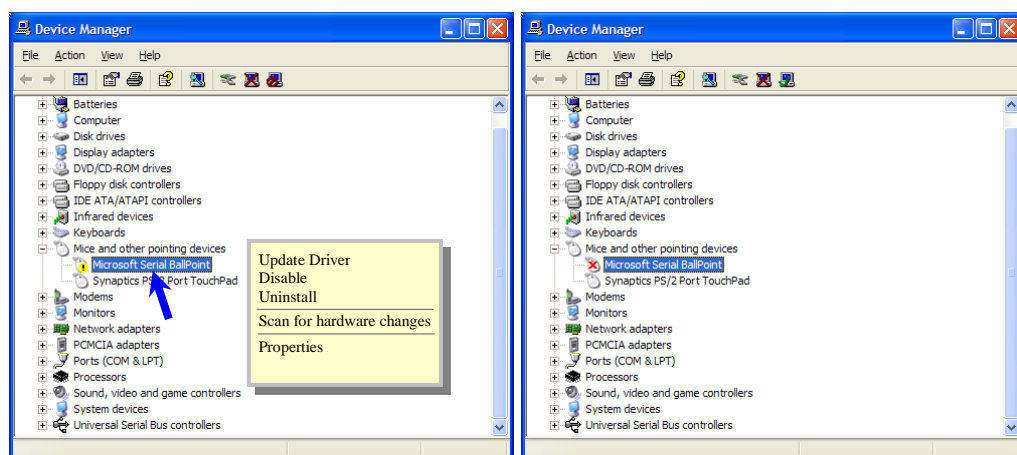 Device Manager
File Action View Help
Batteries
Computer
Disk drives
Display adapters
DVD/CD-ROM drives
Floppy disk controllers
IDE ATA/ATAPI controllers
Infrared devices
Keyboards
Mice and other pointing devices
Microsoft Serial BallPoint
Synaptics PS/2 Port TouchPad
Modems
Monitors
Network adapters
PCMCIA adapters
Ports (COM & LPT)
Processors
Sound, video and game controllers
System devices
Universal Serial Bus controllers
Update Driver
Disable
Uninstall
Scan for hardware changes
Properties
Device Manager
File Action View Help
Batteries
Computer
Disk drives
Display adapters
DVD/CD-ROM drives
Floppy disk controllers
IDE ATA/ATAPI controllers
Infrared devices
Keyboards
Mice and other pointing devices
Microsoft Serial BallPoint
Synaptics PS/2 Port TouchPad
Modems
Monitors
Network adapters
PCMCIA adapters
Ports (COM & LPT)
Processors
Sound, video and game controllers
System devices
Universal Serial Bus controllers